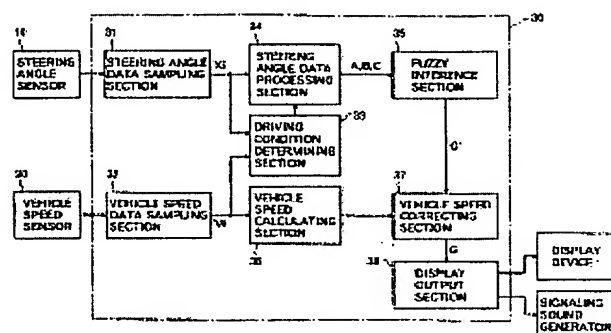 30
10
STEERING
ANGLE
SENSOR
31
STEERING ANGLE
DATA SAMPLING
SECTION
Xi
34
STEERING
ANGLE DATA
PROCESSING
SECTION
A,B,C
35
FUZZY
INFERENCE
SECTION
33
DRIVING
CONDITION
DETERMINING
SECTION
G'
20
VEHICLE
SPEED
SENSOR
32
VEHICLE SPEED
DATA SAMPLING
SECTION
Vi
VEHICLE
SPEED
CALCULATING
SECTION
36
37
VEHICLE SPEED
CORRECTING
SECTION
G
38
DISPLAY
OUTPUT
SECTION
DISPLAY
DEVICE
SIGNALING
SOUND
GENERATOR